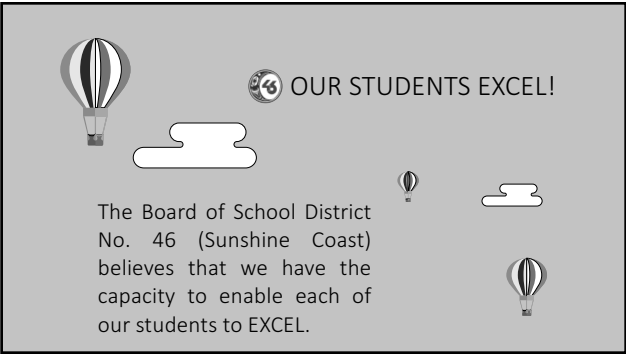 46 OUR STUDENTS EXCEL!
The Board of School District
No. 46 (Sunshine Coast)
believes that we have the
capacity to enable each of
our students to EXCEL.